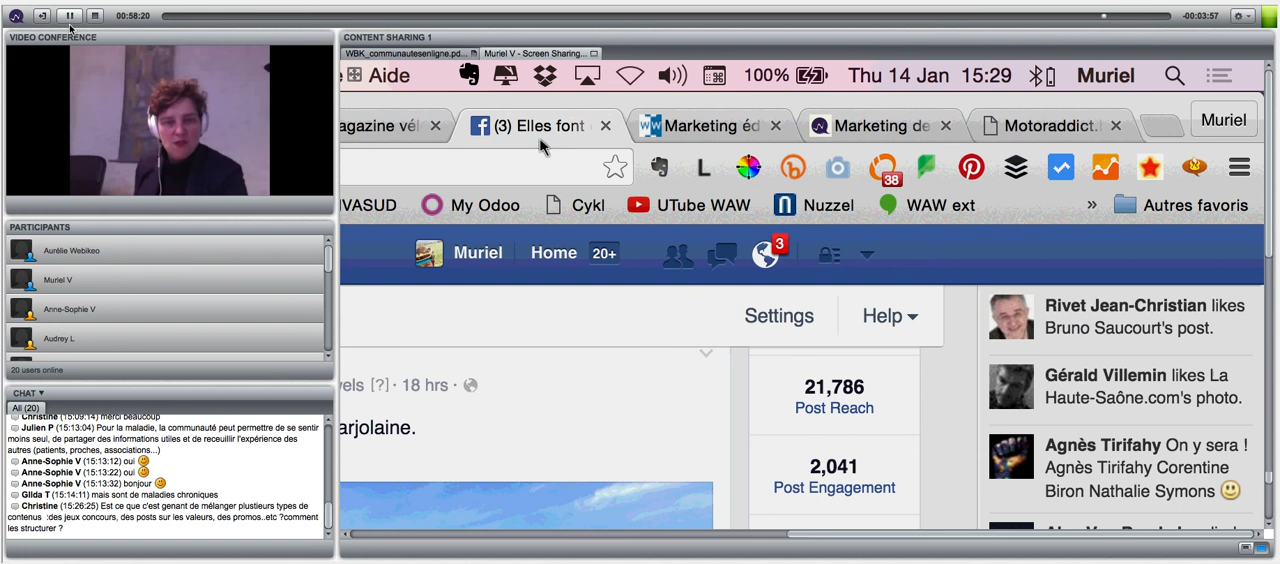 00:58:20
-00:03:57
VIDEO CONFERENCE
CONTENT SHARING 1
WBK_communautesenligne.pd...
Muriel V - Screen Sharing...
e Aide
100%
Thu 14 Jan 15:29
Muriel
agazine vél
(3) Elles font
Marketing éd
Marketing de
Motoraddict.
Muriel
L
38
IVASUD
My Odoo
Cykl
UTube WAW
Nuzzel
WAW ext
»
Autres favoris
Muriel
Home 20+
3
Settings
Help
vels [?] · 18 hrs ·
arjolaine.
21,786
Post Reach
2,041
Post Engagement
Rivet Jean-Christian likes
Bruno Saucourt's post.
Gérald Villemin likes La
Haute-Saône.com's photo.
Agnès Tirifahy On y sera !
Agnès Tirifahy Corentine
Biron Nathalie Symons
PARTICIPANTS
Aurélie Webikeo
Muriel V
Anne-Sophie V
Audrey L
20 users online
CHAT
All (20)
Christine (15:09:14) merci beaucoup
Julien P (15:13:04) Pour la maladie, la communauté peut permettre de se sentir
moins seul, de partager des informations utiles et de receuillir l'expérience des
autres (patients, proches, associations...)
Anne-Sophie V (15:13:12) oui
Anne-Sophie V (15:13:22) oui
Anne-Sophie V (15:13:32) bonjour
Gilda T (15:14:11) mais sont de maladies chroniques
Christine (15:26:25) Est ce que c'est genant de mélanger plusieurs types de
contenus :des jeux concours, des posts sur les valeurs, des promos..etc ?comment
les structurer ?